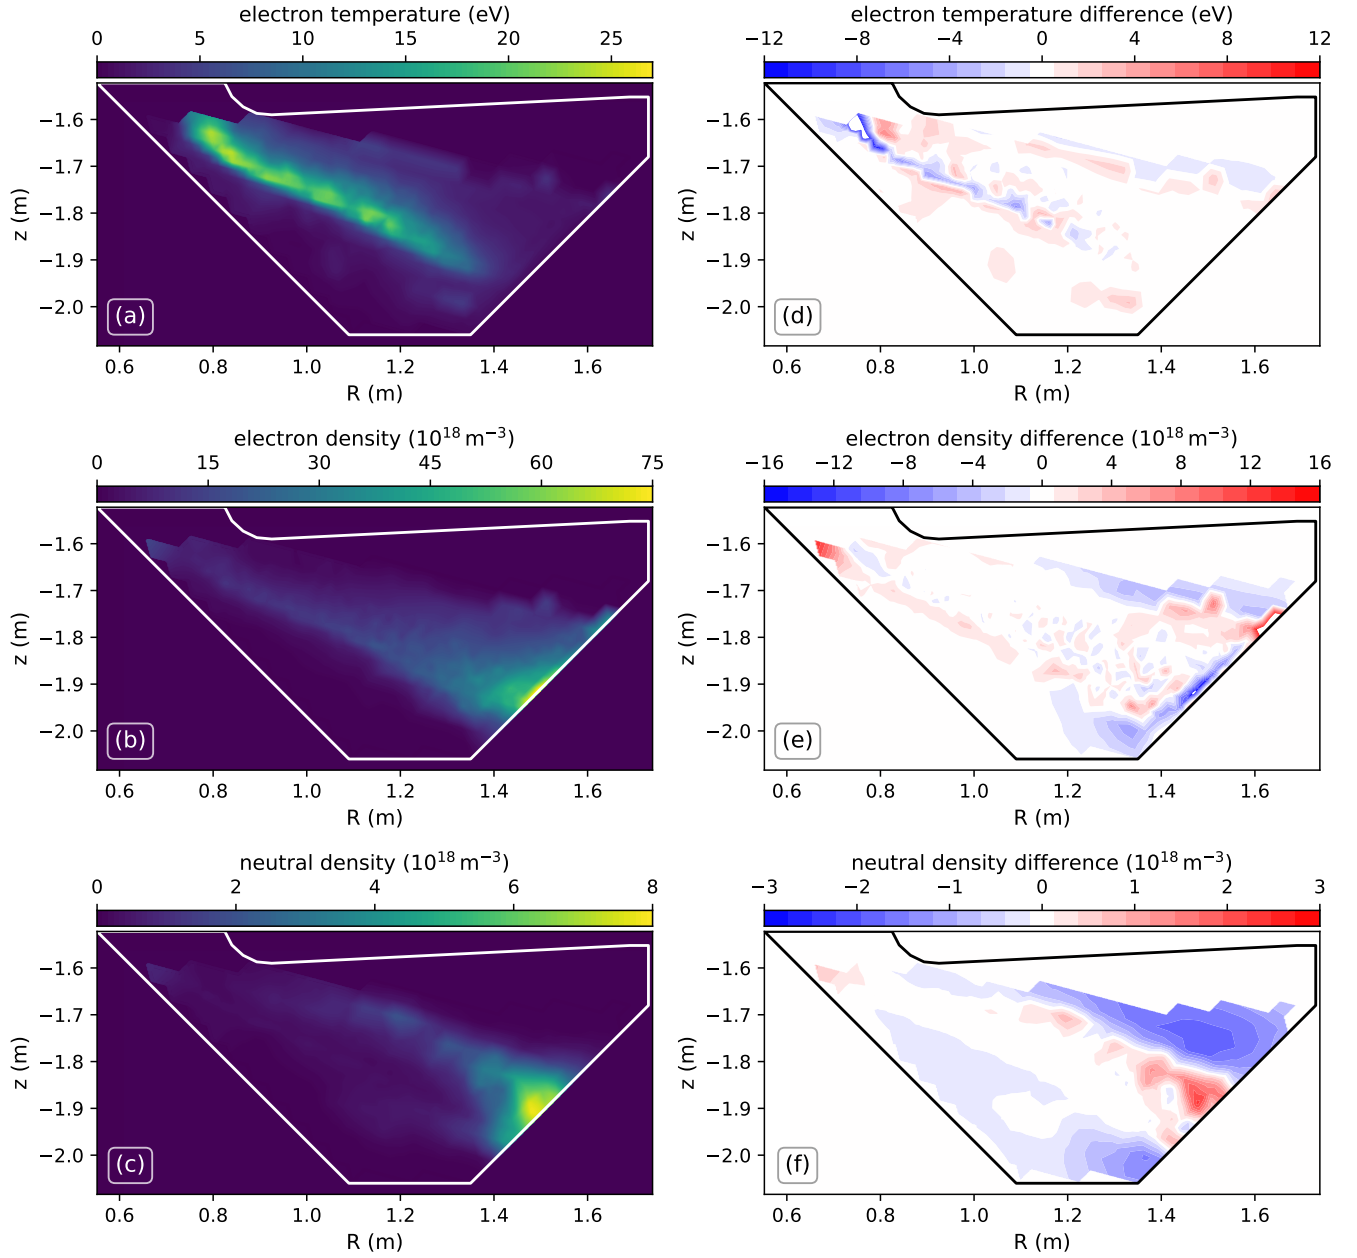 electron temperature (eV)
0 5 10 15 20 25
z (m)
−1.6
−1.7
−1.8
−1.9
−2.0
(a)
0.6 0.8 1.0 1.2 1.4 1.6
R (m)
electron temperature difference (eV)
−12 −8 −4 0 4 8 12
z (m)
−1.6
−1.7
−1.8
−1.9
−2.0
(d)
0.6 0.8 1.0 1.2 1.4 1.6
R (m)
electron density (10¹⁸ m⁻³)
0 15 30 45 60 75
z (m)
−1.6
−1.7
−1.8
−1.9
−2.0
(b)
0.6 0.8 1.0 1.2 1.4 1.6
R (m)
electron density difference (10¹⁸ m⁻³)
−16 −13 −12 −8 −6 −4 −2 0 4 8 12 16
z (m)
−1.6
−1.7
−1.8
−1.9
−2.0
(e)
0.6 0.8 1.0 1.2 1.4 1.6
R (m)
neutral density (10¹⁸ m⁻³)
0 2 4 6 8
z (m)
−1.6
−1.7
−1.8
−1.9
−2.0
(c)
0.6 0.8 1.0 1.2 1.4 1.6
R (m)
neutral density difference (10¹⁸ m⁻³)
−3 −2 −1 0 1 2 3
z (m)
−1.6
−1.7
−1.8
−1.9
−2.0
(f)
0.6 0.8 1.0 1.2 1.4 1.6
R (m)